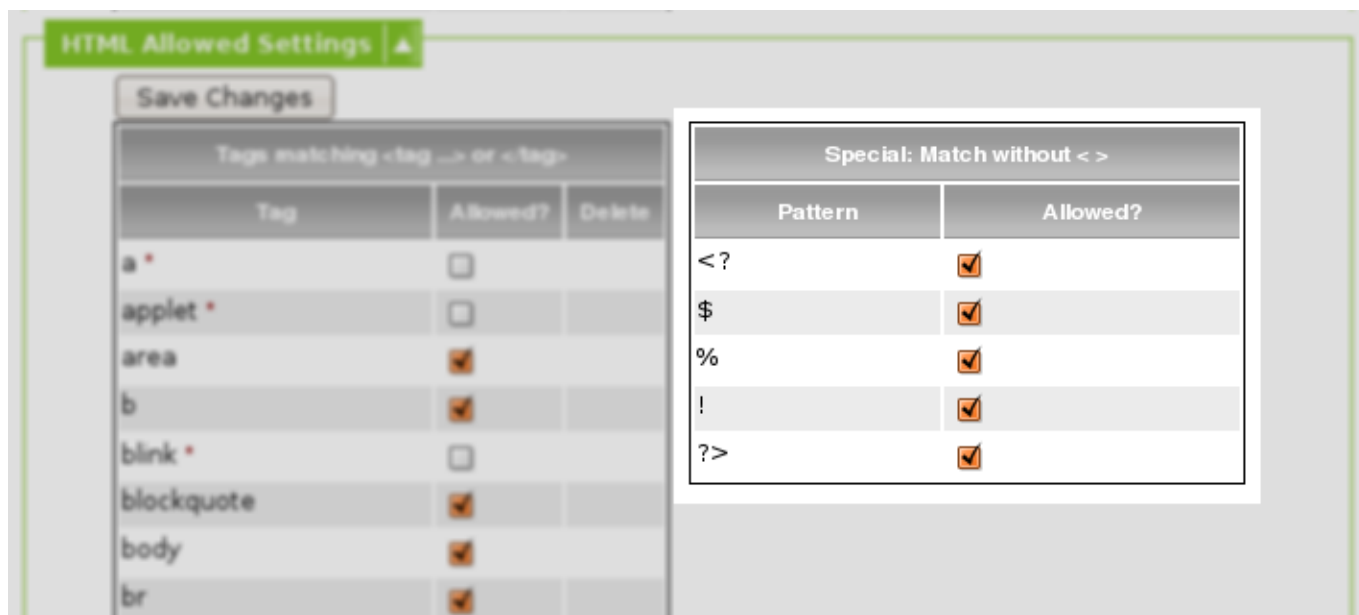 HTML Allowed Settings
Save Changes
Tags matching <tag ...> or </tag>
Tag Allowed? Delete
a *
applet *
area
b
blink *
blockquote
body
br
Special: Match without < >
Pattern Allowed?
<?
$
%
!
?>